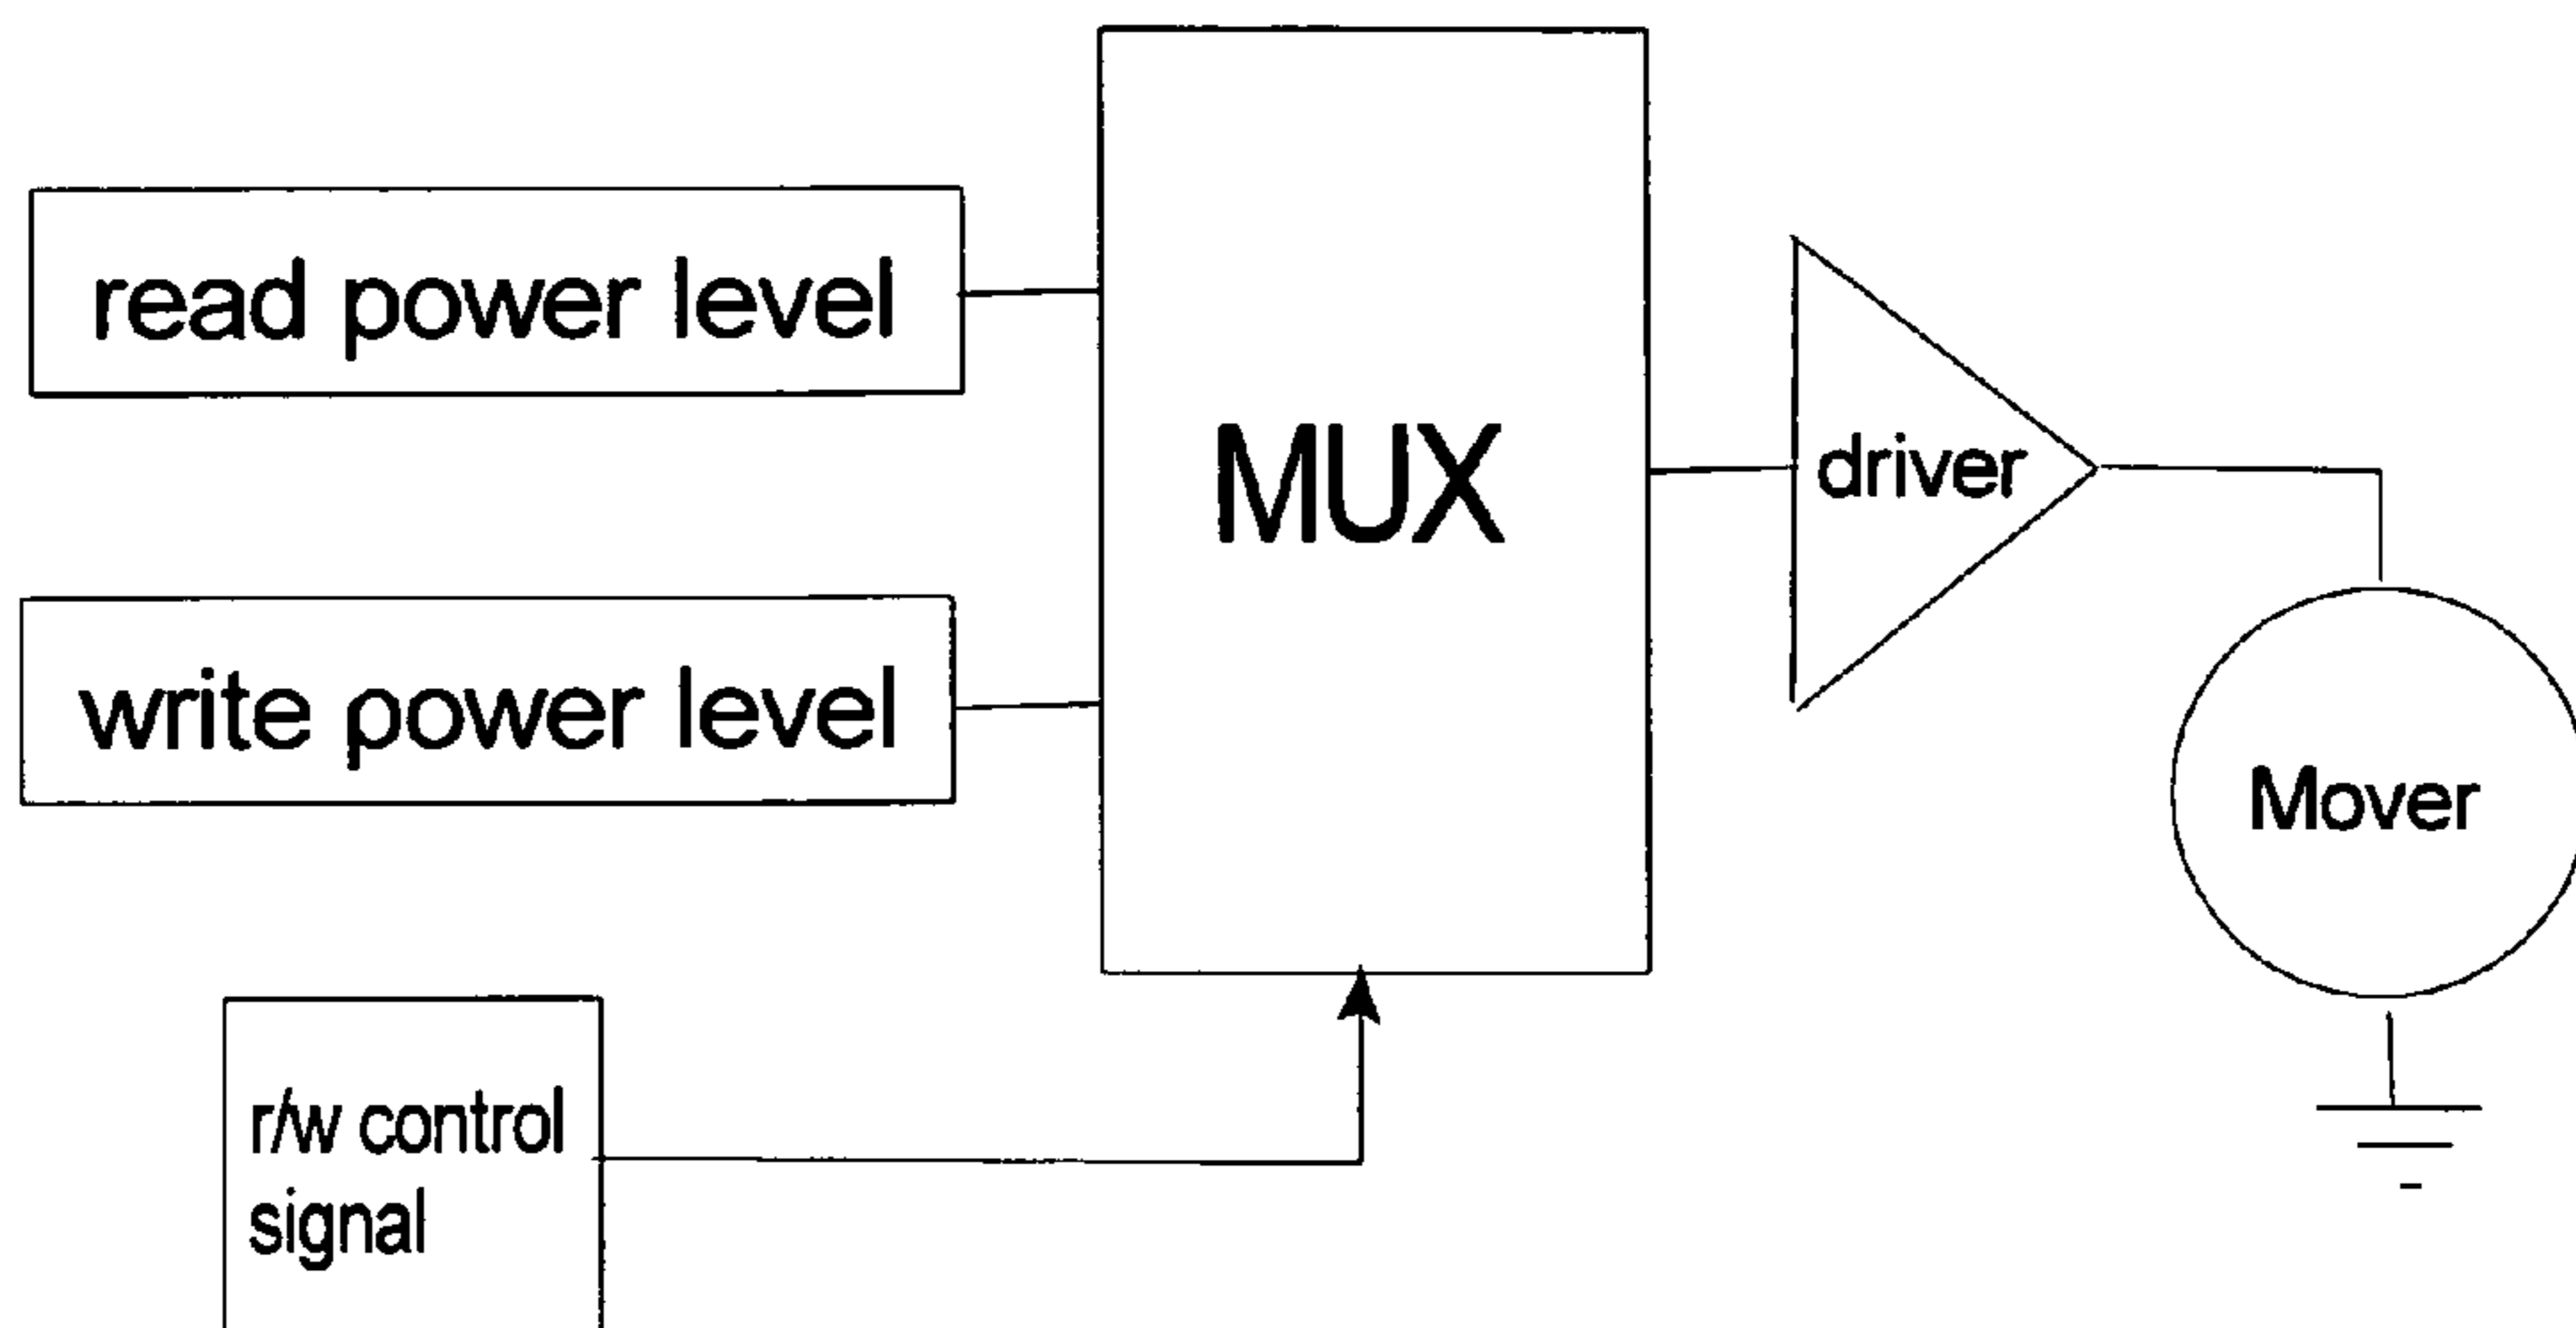 read power level
MUX
driver
write power level
Mover
r/w control
signal